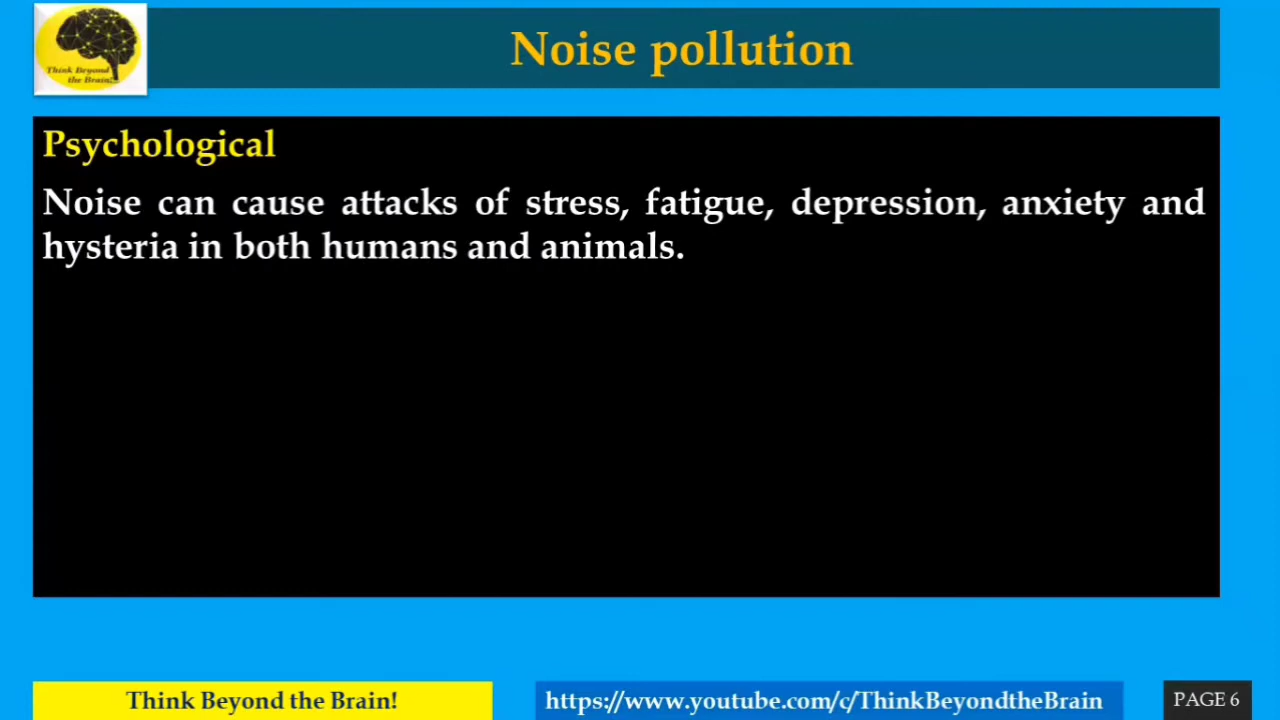 Think Beyond
the Brain!
Noise pollution
Psychological
Noise can cause attacks of stress, fatigue, depression, anxiety and
hysteria in both humans and animals.
Think Beyond the Brain!
https://www.youtube.com/c/ThinkBeyondtheBrain
PAGE 6